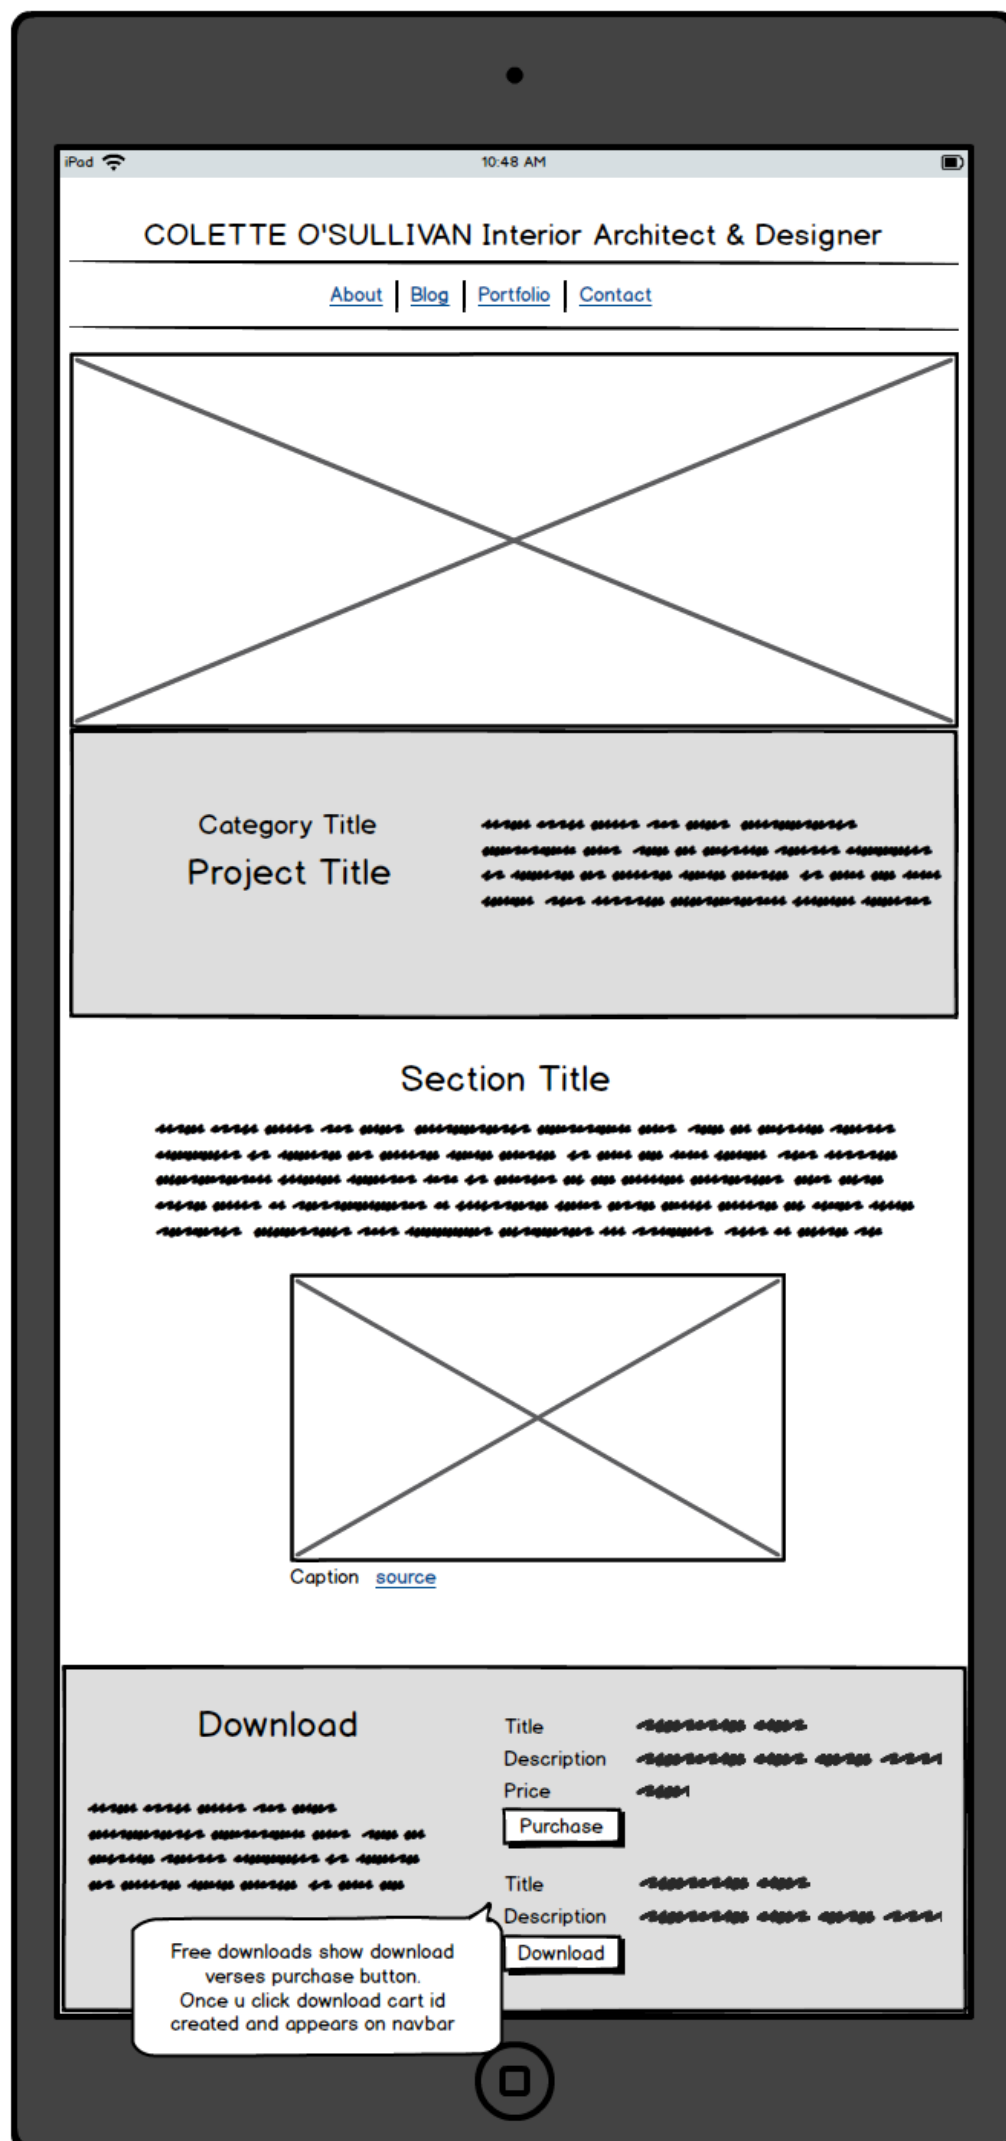 iPad
10:48 AM
COLETTE O'SULLIVAN Interior Architect & Designer
About Blog Portfolio Contact
Category Title
Project Title
Section Title
Caption source
Download
Title
Description
Price
Purchase
Title
Description
Download
Free downloads show download
verses purchase button.
Once u click download cart id
created and appears on navbar